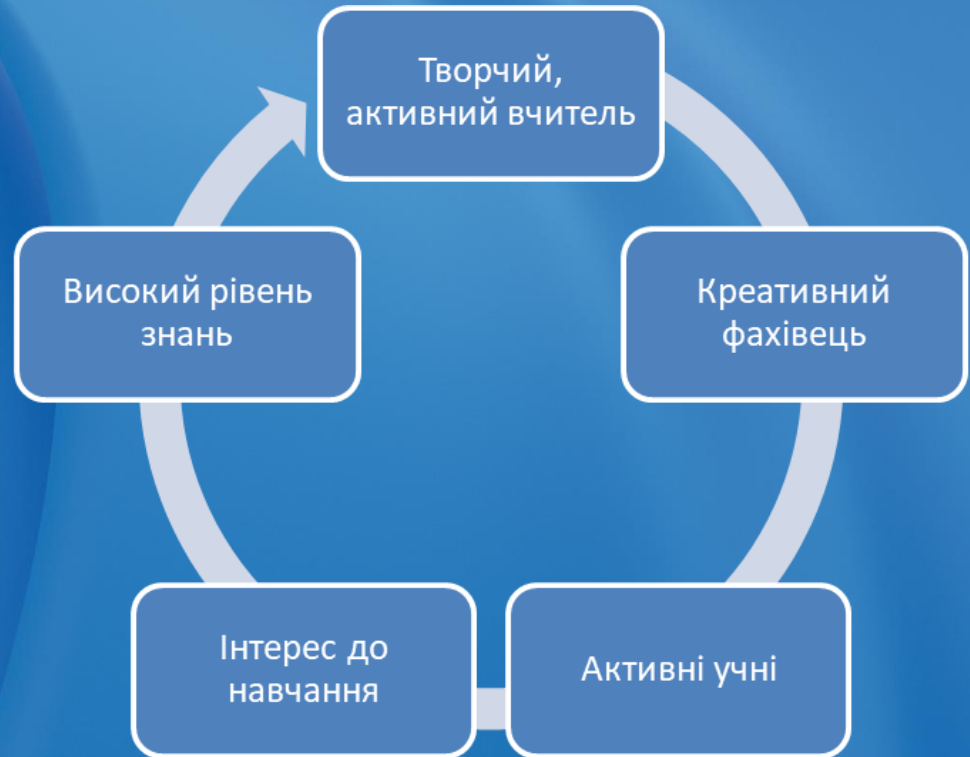 Творчий,
активний вчитель
Креативний
фахівець
Активні учні
Інтерес до
навчання
Високий рівень
знань